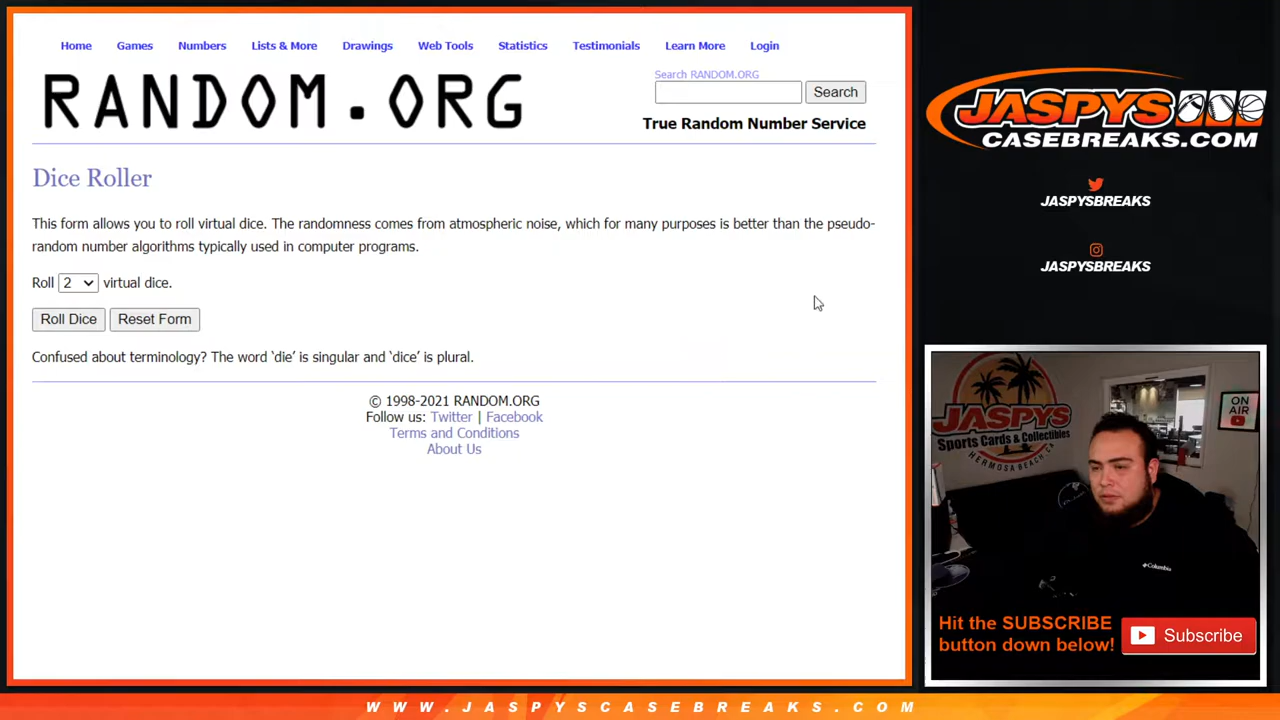 Home Games Numbers Lists & More Drawings Web Tools Statistics Testimonials Learn More Login
RANDOM.ORG
Search RANDOM.ORG
Search
True Random Number Service
Dice Roller
This form allows you to roll virtual dice. The randomness comes from atmospheric noise, which for many purposes is better than the pseudo-
random number algorithms typically used in computer programs.
Roll 2 virtual dice.
Roll Dice Reset Form
Confused about terminology? The word ‘die’ is singular and ‘dice’ is plural.
© 1998-2021 RANDOM.ORG
Follow us: Twitter | Facebook
Terms and Conditions
About Us
JASPYS
CASEBREAKS.COM
JASPYSBREAKS
JASPYSBREAKS
JASPYS
Sports Cards & Collectibles
HERMOSA BEACH, CA
ON
AIR
Columbia
Hit the SUBSCRIBE
button down below!
Subscribe
WWW.JASPYSCASEBREAKS.COM